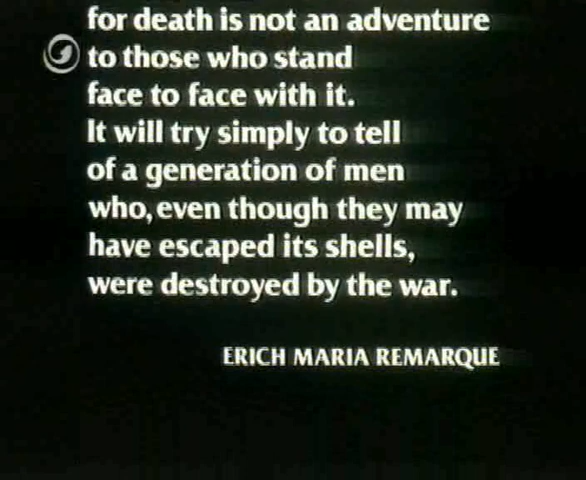 for death is not an adventure
to those who stand
face to face with it.
It will try simply to tell
of a generation of men
who, even though they may
have escaped its shells,
were destroyed by the war.
ERICH MARIA REMARQUE